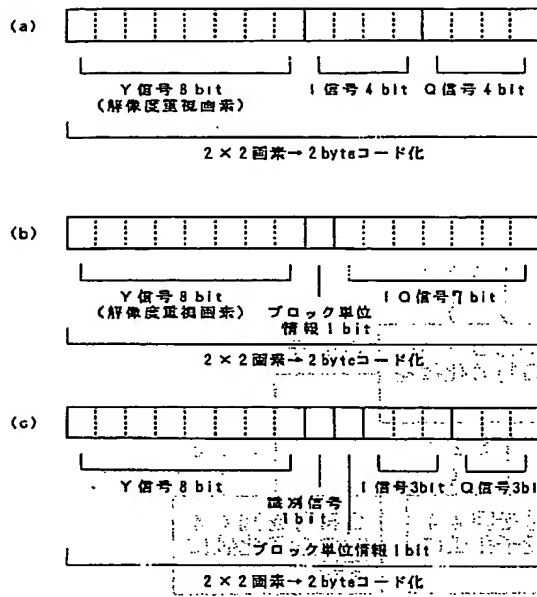 (a)
Y信号8bit I信号4bit Q信号4bit
(解像度重視画素)
2×2画素→2byteコード化
(b)
Y信号8bit IQ信号7bit
(解像度重視画素) ブロック単位
情報1bit
2×2画素→2byteコード化
(c)
Y信号8bit I信号3bit Q信号3bi
識別信号
1bit
ブロック単位情報1bit
2×2画素→2byteコード化